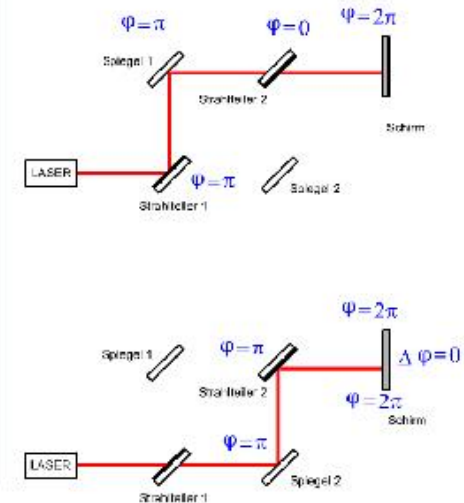 φ=π
φ=0
φ=2π
Spiegel 1
Strahlteiler 2
Schirm
LASER
φ=π
Spiegel 2
Strahlteiler 1
φ=2π
Spiegel 1
φ=π
Δ φ=0
Strahlteiler 2
φ=2π
Schirm
φ=π
LASER
Spiegel 2
Strahlteiler 1